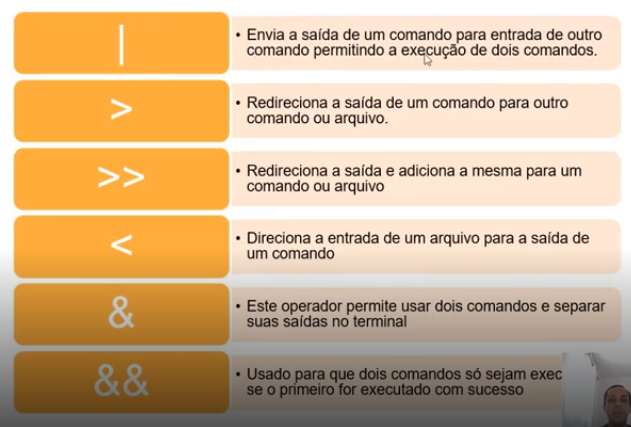 |
• Envia a saída de um comando para entrada de outro
comando permitindo a execução de dois comandos.
>
• Redireciona a saída de um comando para outro
comando ou arquivo.
>>
• Redireciona a saída e adiciona a mesma para um
comando ou arquivo
<
• Direciona a entrada de um arquivo para a saída de
um comando
&
• Este operador permite usar dois comandos e separar
suas saídas no terminal
&&
• Usado para que dois comandos só sejam exec
se o primeiro for executado com sucesso